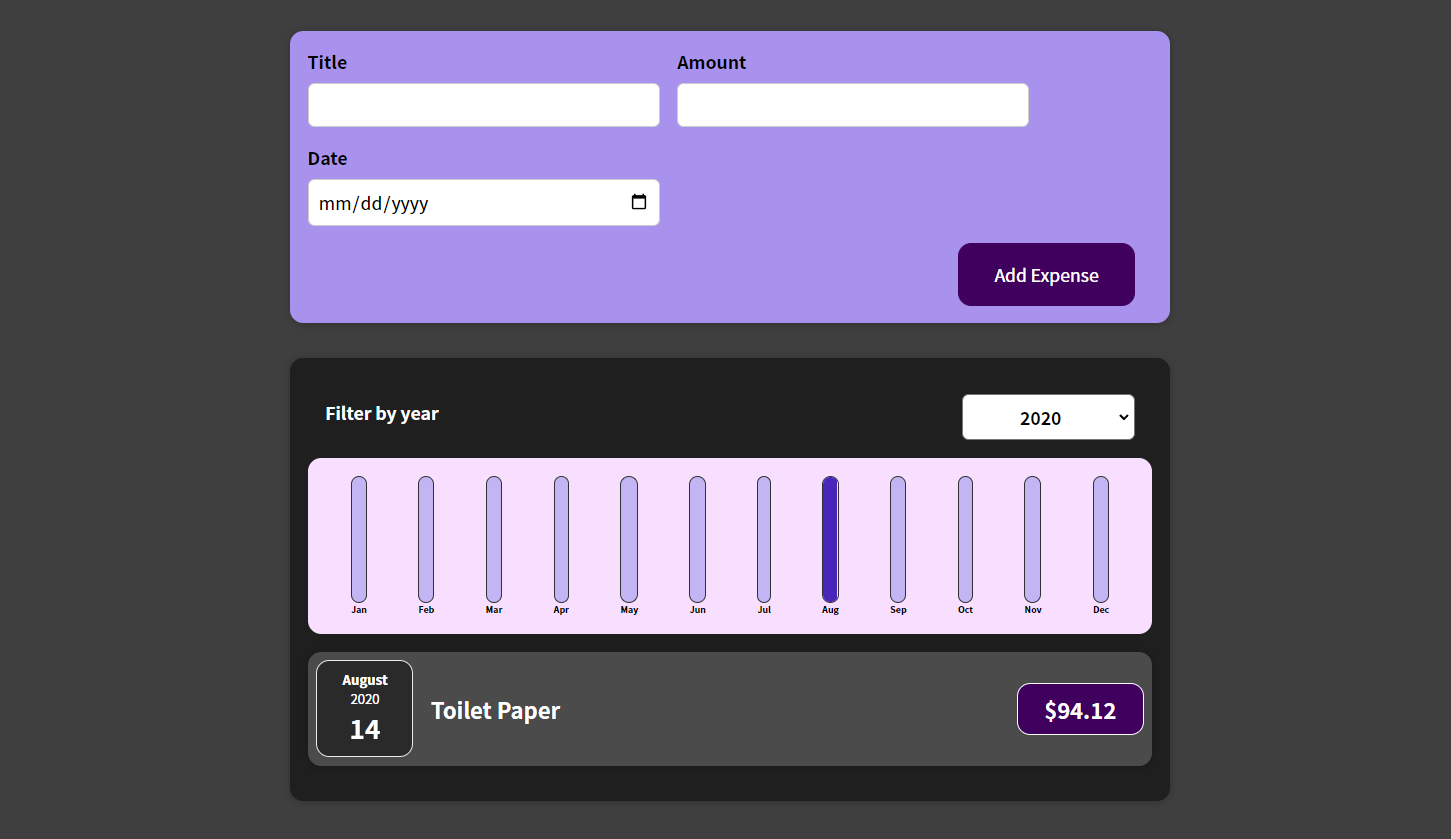 Title Amount
Date
mm/dd/yyyy
Add Expense
Filter by year 2020
Jan Feb Mar Apr May Jun Jul Aug Sep Oct Nov Dec
August
2020
14
Toilet Paper
$94.12